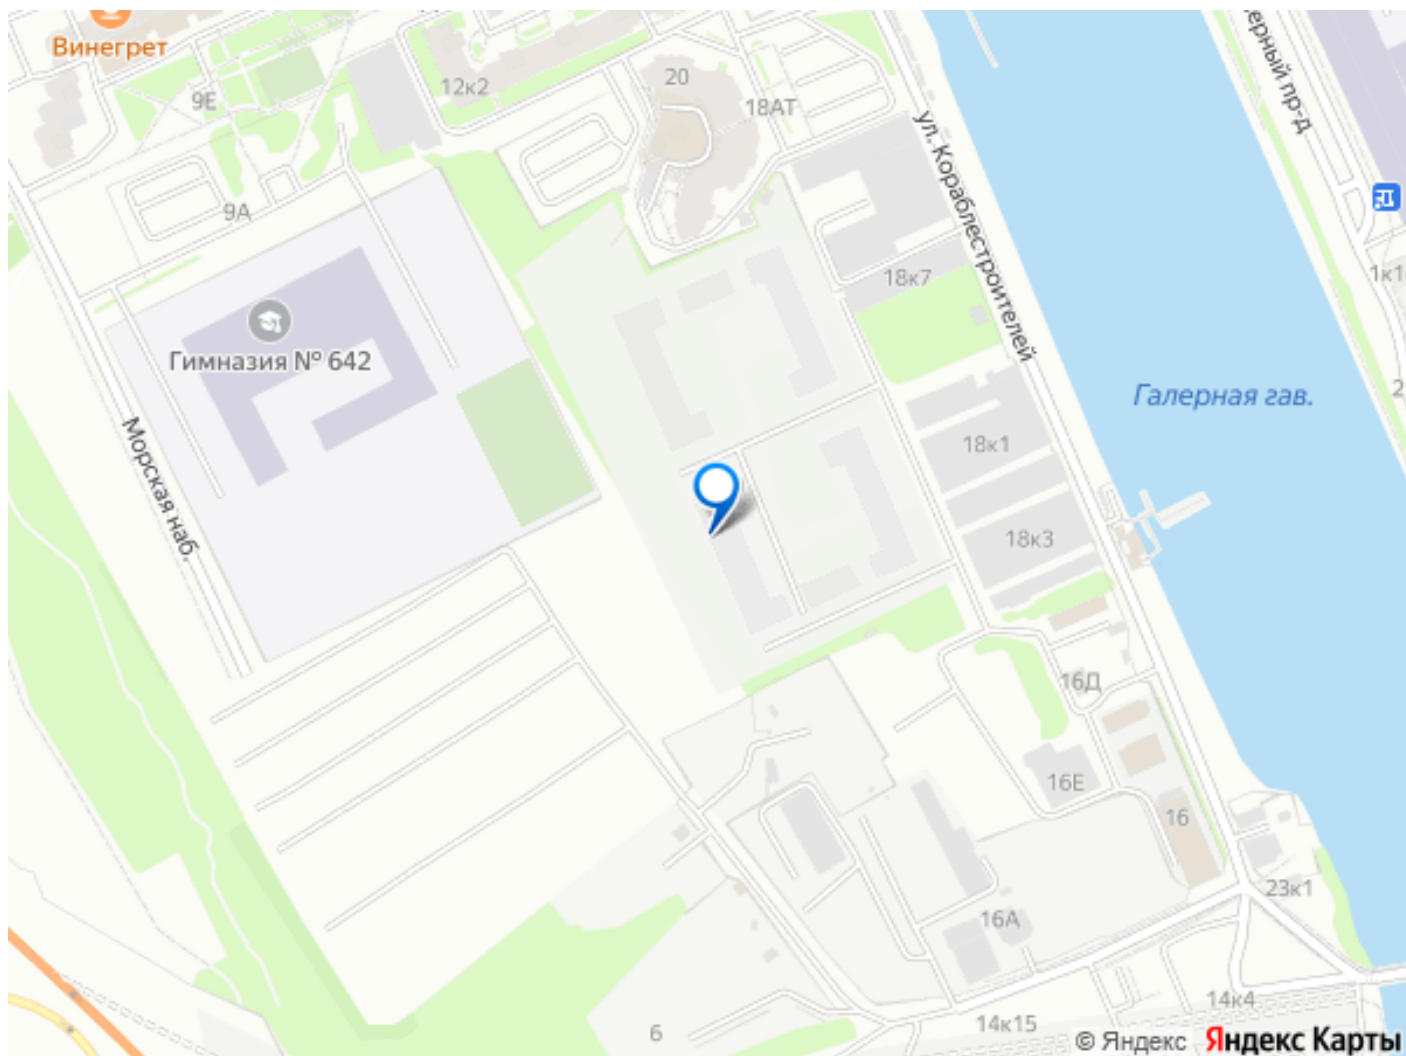 Винегрет
9Е
12к2
20
18АТ
ул. Кораблестроителей
9А
18к7
Гимназия № 642
Галерная гав.
Морская наб.
18к1
18к3
16Д
16Е
16
23к1
16А
14к4
14к15
6
© Яндекс Яндекс Карты